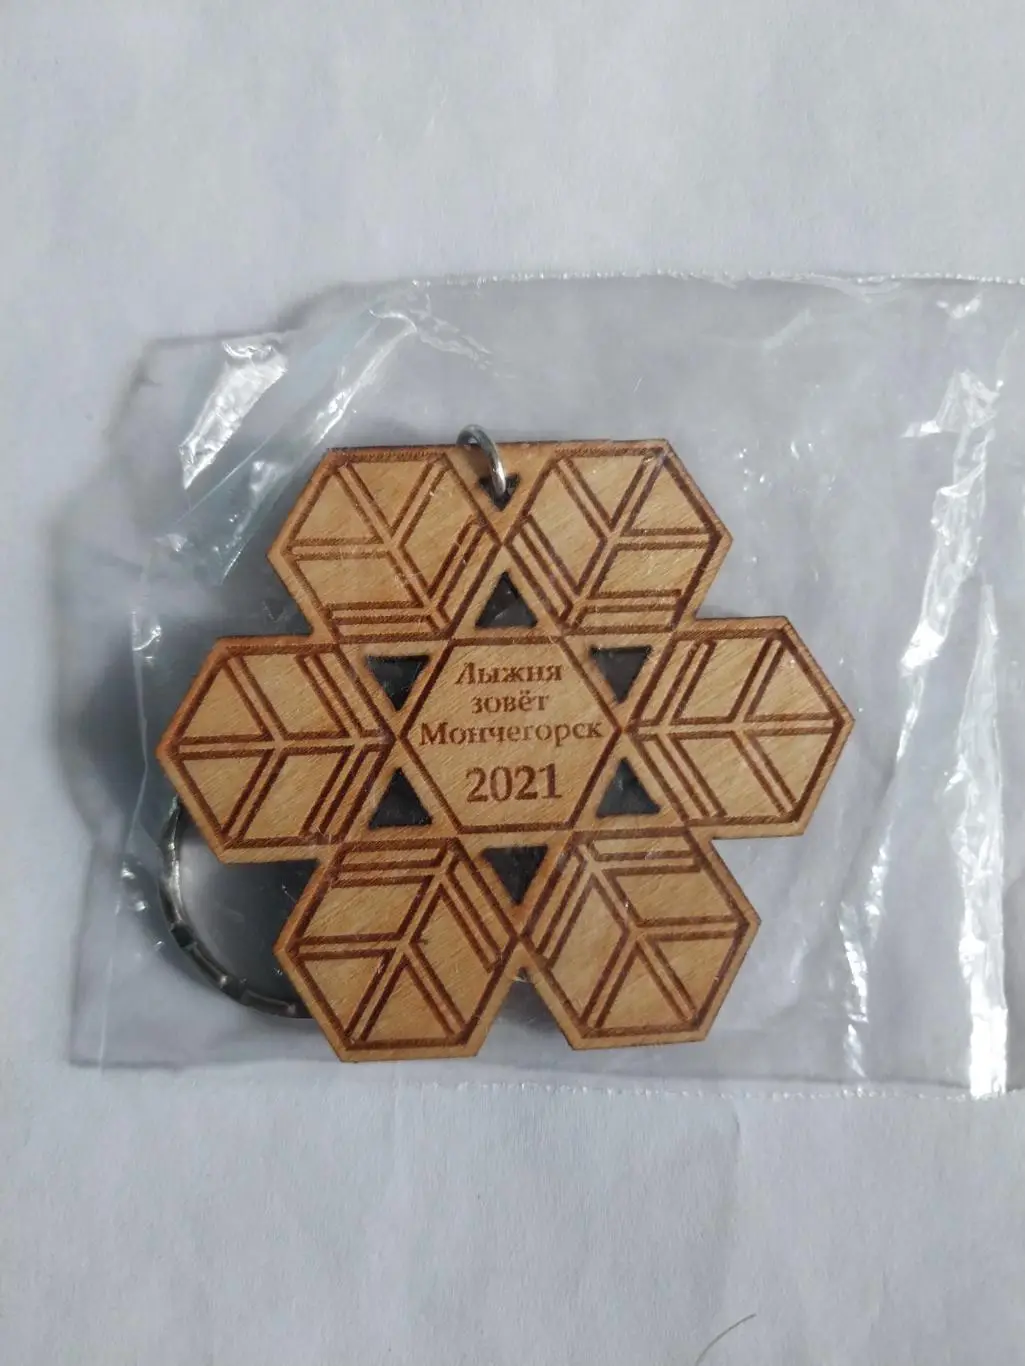 Лыжня
зовёт
Мончегорск
2021